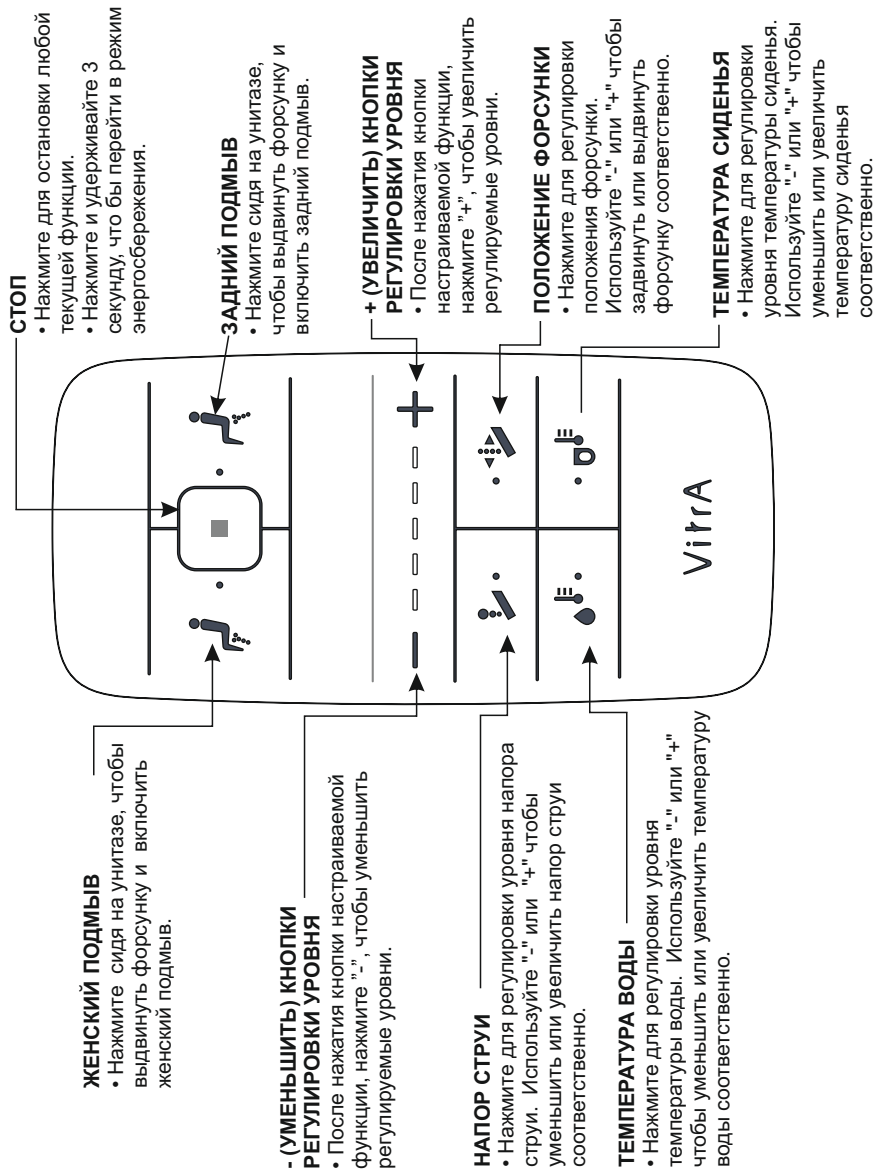 СТОП
• Нажмите для остановки любой
текущей функции.
• Нажмите и удерживайте 3
секунду, что бы перейти в режим
энергосбережения.
ЖЕНСКИЙ ПОДМЫВ
• Нажмите сидя на унитазе, чтобы
выдвинуть форсунку и включить
женский подмыв.
ЗАДНИЙ ПОДМЫВ
• Нажмите сидя на унитазе,
чтобы выдвинуть форсунку и
включить задний подмыв.
- (УМЕНЬШИТЬ) КНОПКИ
РЕГУЛИРОВКИ УРОВНЯ
• После нажатия кнопки настраиваемой
функции, нажмите "-", чтобы уменьшить
регулируемые уровни.
+ (УВЕЛИЧИТЬ) КНОПКИ
РЕГУЛИРОВКИ УРОВНЯ
• После нажатия кнопки
настраиваемой функции,
нажмите "+", чтобы увеличить
регулируемые уровни.
НАПОР СТРУИ
• Нажмите для регулировки уровня напора
струи. Используйте "-" или "+" чтобы
уменьшить или увеличить напор струи
соответственно.
ПОЛОЖЕНИЕ ФОРСУНКИ
• Нажмите для регулировки
положения форсунки.
Используйте "-" или "+" чтобы
задвинуть или выдвинуть
форсунку соответственно.
ТЕМПЕРАТУРА ВОДЫ
• Нажмите для регулировки уровня
температуры воды. Используйте "-" или "+"
чтобы уменьшить или увеличить температуру
воды соответственно.
ТЕМПЕРАТУРА СИДЕНЬЯ
• Нажмите для регулировки
уровня температуры сиденья.
Используйте "-" или "+" чтобы
уменьшить или увеличить
температуру сиденья
соответственно.
VitrA